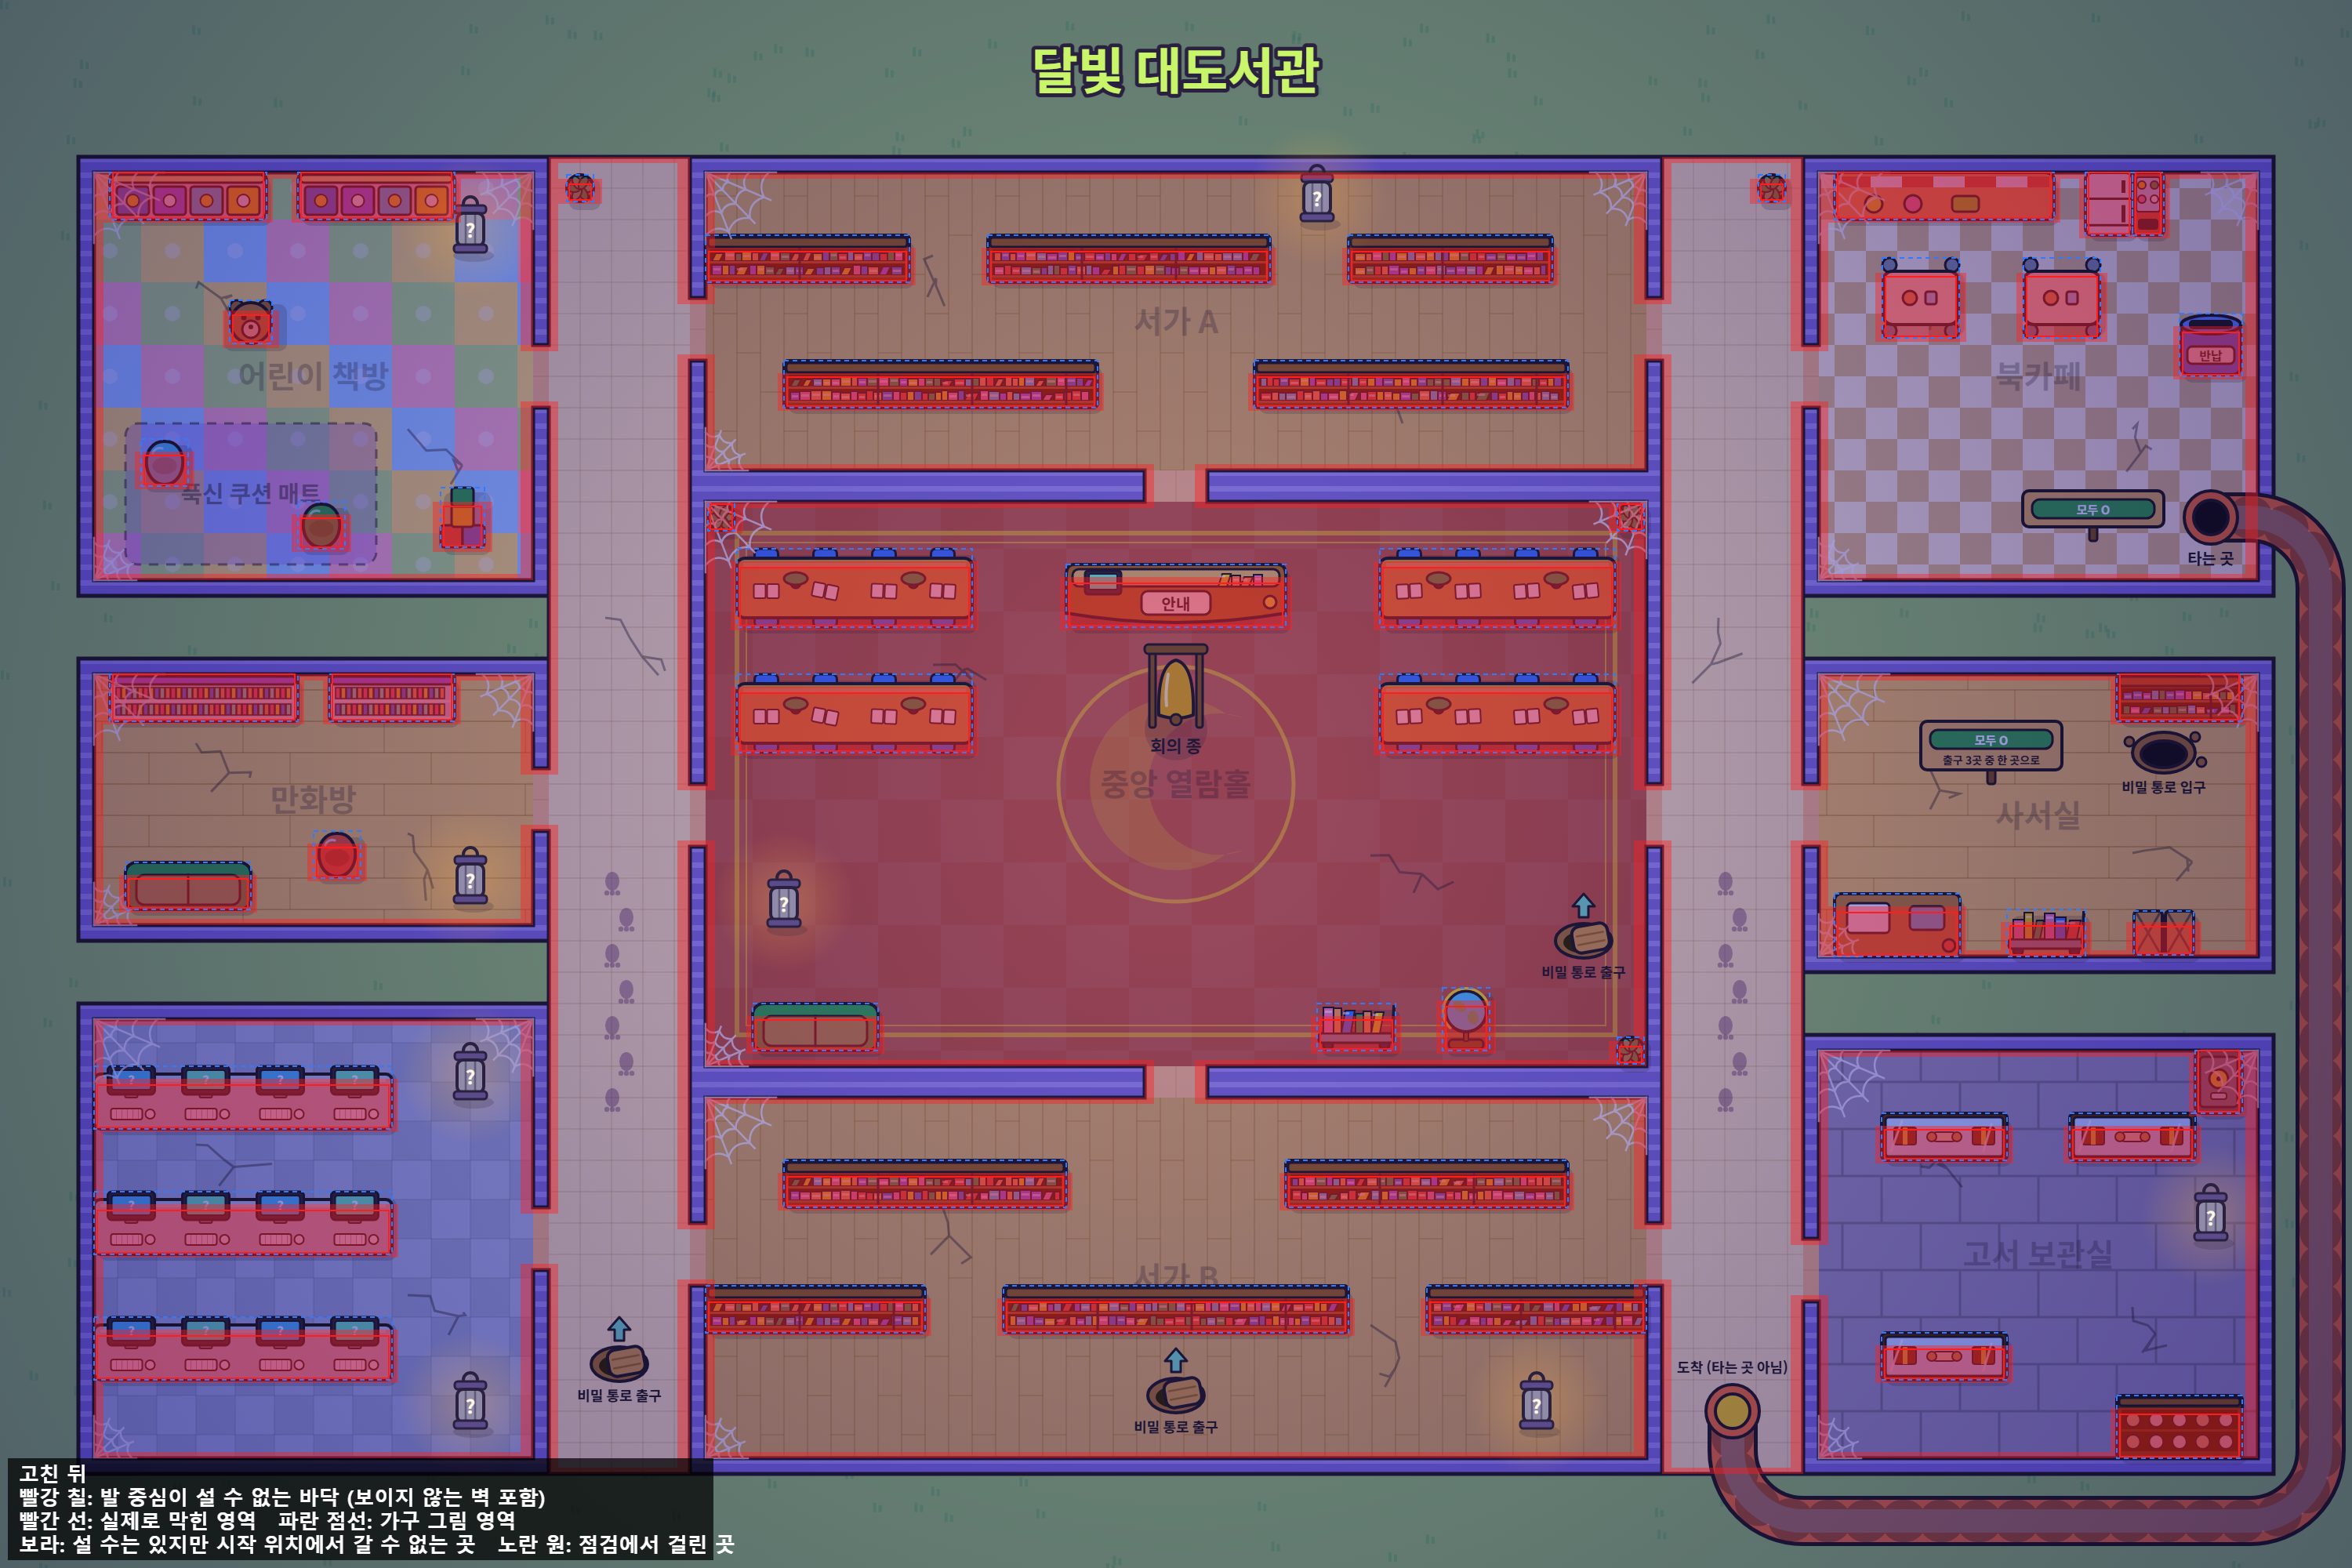 달빛 대도서관
?
?
서가 A
어린이 책방
북카페
반납
푹신 쿠션 매트
모두 O
타는 곳
안내
회의 종
중앙 열람홀
만화방
?
?
모두 O
출구 3곳 중 한 곳으로
비밀 통로 입구
사서실
비밀 통로 출구
?
? ? ? ?
? ? ? ?
?
서가 B
고서 보관실
? ? ? ?
비밀 통로 출구
비밀 통로 출구
도착 (타는 곳 아님)
?
?
고친 뒤
빨강 칠: 발 중심이 설 수 없는 바닥 (보이지 않는 벽 포함)
빨간 선: 실제로 막힌 영역 파란 점선: 가구 그림 영역
보라: 설 수는 있지만 시작 위치에서 갈 수 없는 곳 노란 원: 점검에서 걸린 곳